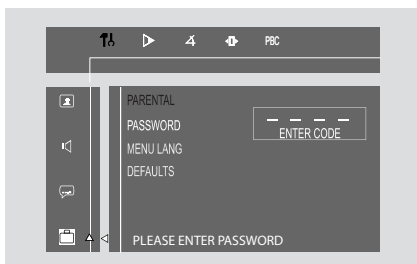 PBC
PARENTAL
PASSWORD
_ _ _ _
ENTER CODE
MENU LANG
DEFAULTS
PLEASE ENTER PASSWORD